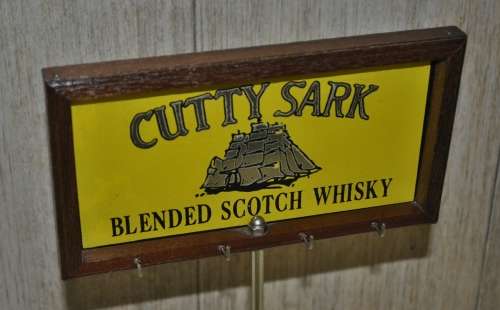 CUTTY SARK
BLENDED SCOTCH WHISKY